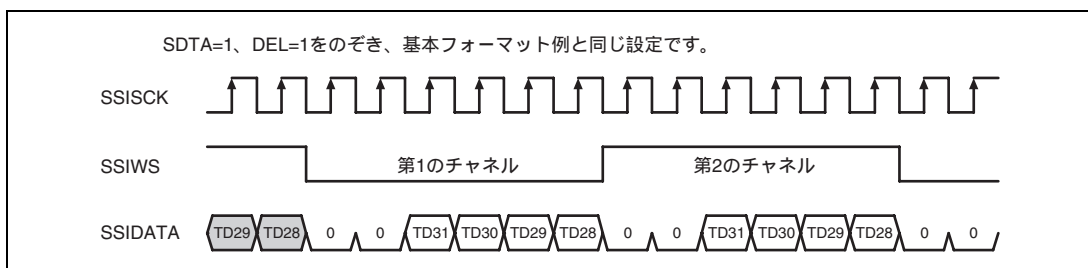 SDTA=1、DEL=1をのぞき、基本フォーマット例と同じ設定です。
SSISCK
SSIWS 第1のチャネル 第2のチャネル
SSIDATA TD29 TD28 0 0 TD31 TD30 TD29 TD28 0 0 TD31 TD30 TD29 TD28 0 0